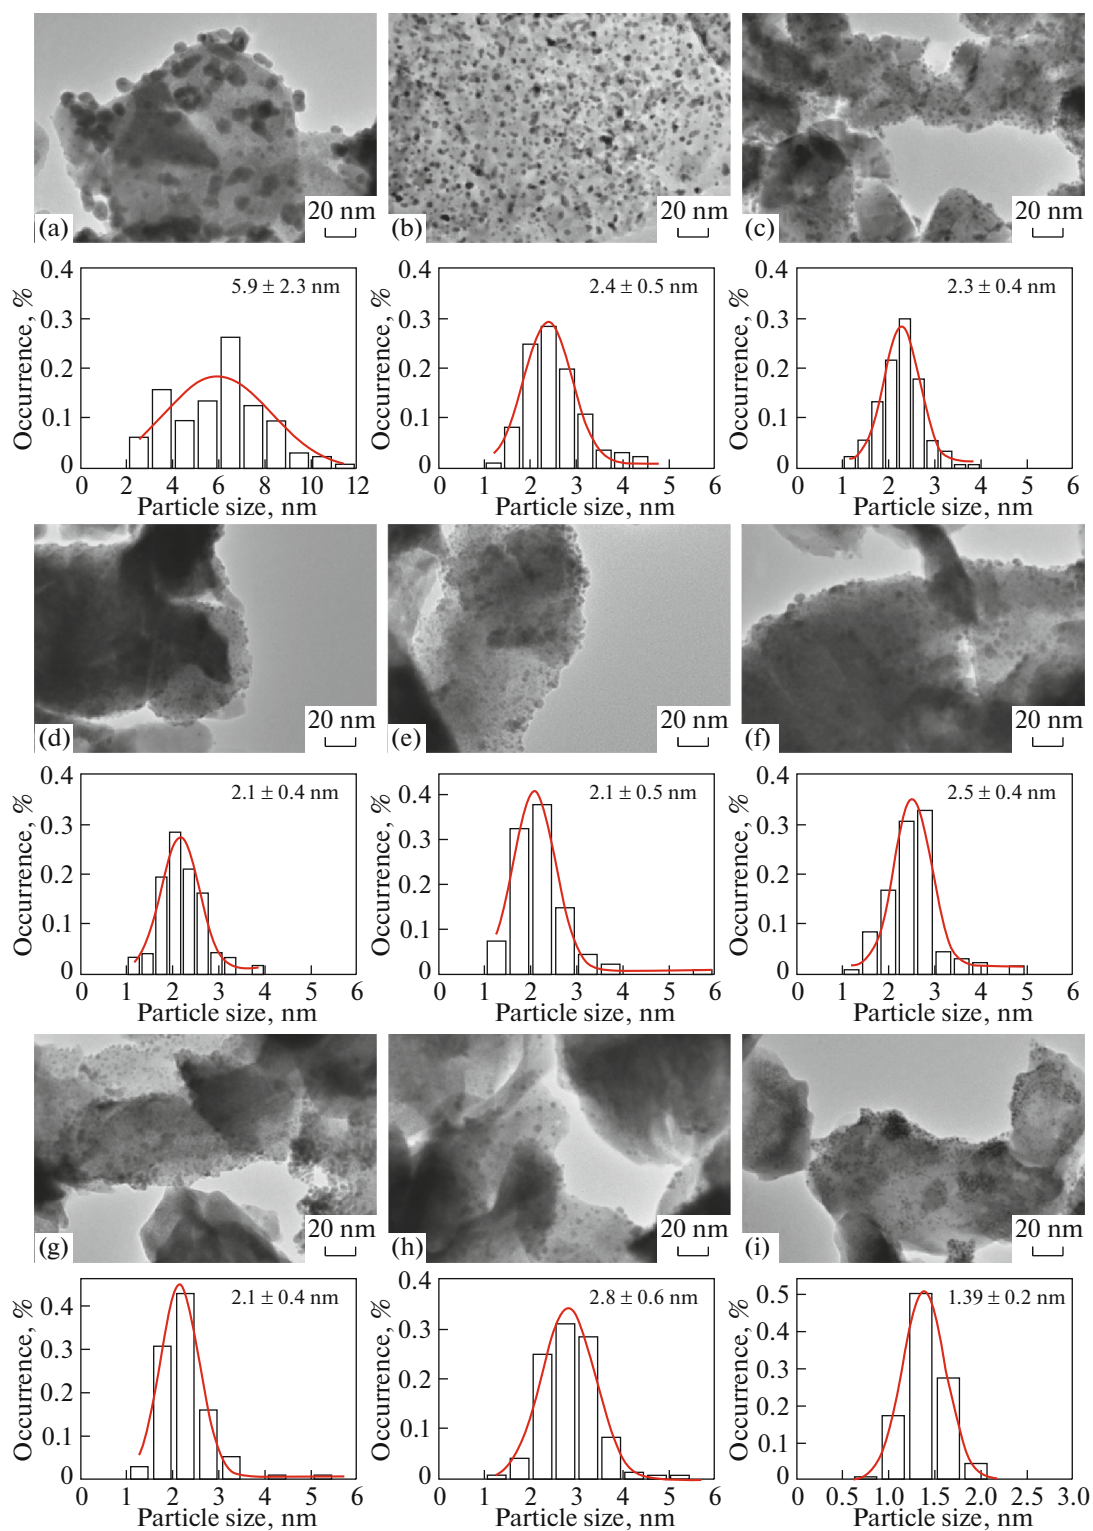 (a) 20 nm (b) 20 nm (c) 20 nm
0.4 0.3 0.2 0.1 0
Occurrence, %
5.9 ± 2.3 nm
0 2 4 6 8 10 12
Particle size, nm
0.4 0.3 0.2 0.1 0
Occurrence, %
2.4 ± 0.5 nm
0 1 2 3 4 5 6
Particle size, nm
0.4 0.3 0.2 0.1 0
Occurrence, %
2.3 ± 0.4 nm
0 1 2 3 4 5 6
Particle size, nm
(d) 20 nm (e) 20 nm (f) 20 nm
0.4 0.3 0.2 0.1 0
Occurrence, %
2.1 ± 0.4 nm
0 1 2 3 4 5 6
Particle size, nm
0.4 0.3 0.2 0.1 0
Occurrence, %
2.1 ± 0.5 nm
0 1 2 3 4 5 6
Particle size, nm
0.4 0.3 0.2 0.1 0
Occurrence, %
2.5 ± 0.4 nm
0 1 2 3 4 5 6
Particle size, nm
(g) 20 nm (h) 20 nm (i) 20 nm
0.4 0.3 0.2 0.1 0
Occurrence, %
2.1 ± 0.4 nm
0 1 2 3 4 5 6
Particle size, nm
0.4 0.3 0.2 0.1 0
Occurrence, %
2.8 ± 0.6 nm
0 1 2 3 4 5 6
Particle size, nm
0.5 0.4 0.3 0.2 0.1 0
Occurrence, %
1.39 ± 0.2 nm
0 0.5 1.0 1.5 2.0 2.5 3.0
Particle size, nm